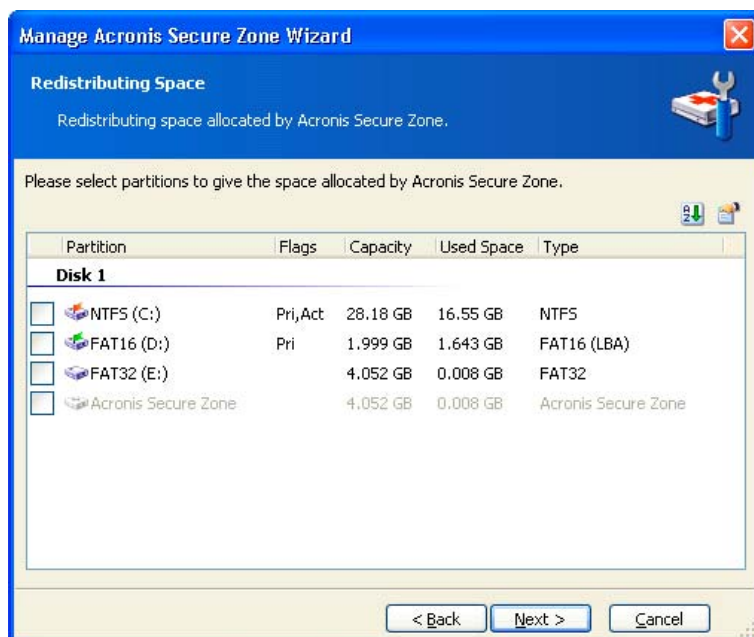 Manage Acronis Secure Zone Wizard
Redistributing Space
Redistributing space allocated by Acronis Secure Zone.
Please select partitions to give the space allocated by Acronis Secure Zone.
Partition Flags Capacity Used Space Type
Disk 1
NTFS (C:) Pri,Act 28.18 GB 16.55 GB NTFS
FAT16 (D:) Pri 1.999 GB 1.643 GB FAT16 (LBA)
FAT32 (E:) 4.052 GB 0.008 GB FAT32
Acronis Secure Zone 4.052 GB 0.008 GB Acronis Secure Zone
< Back Next > Cancel